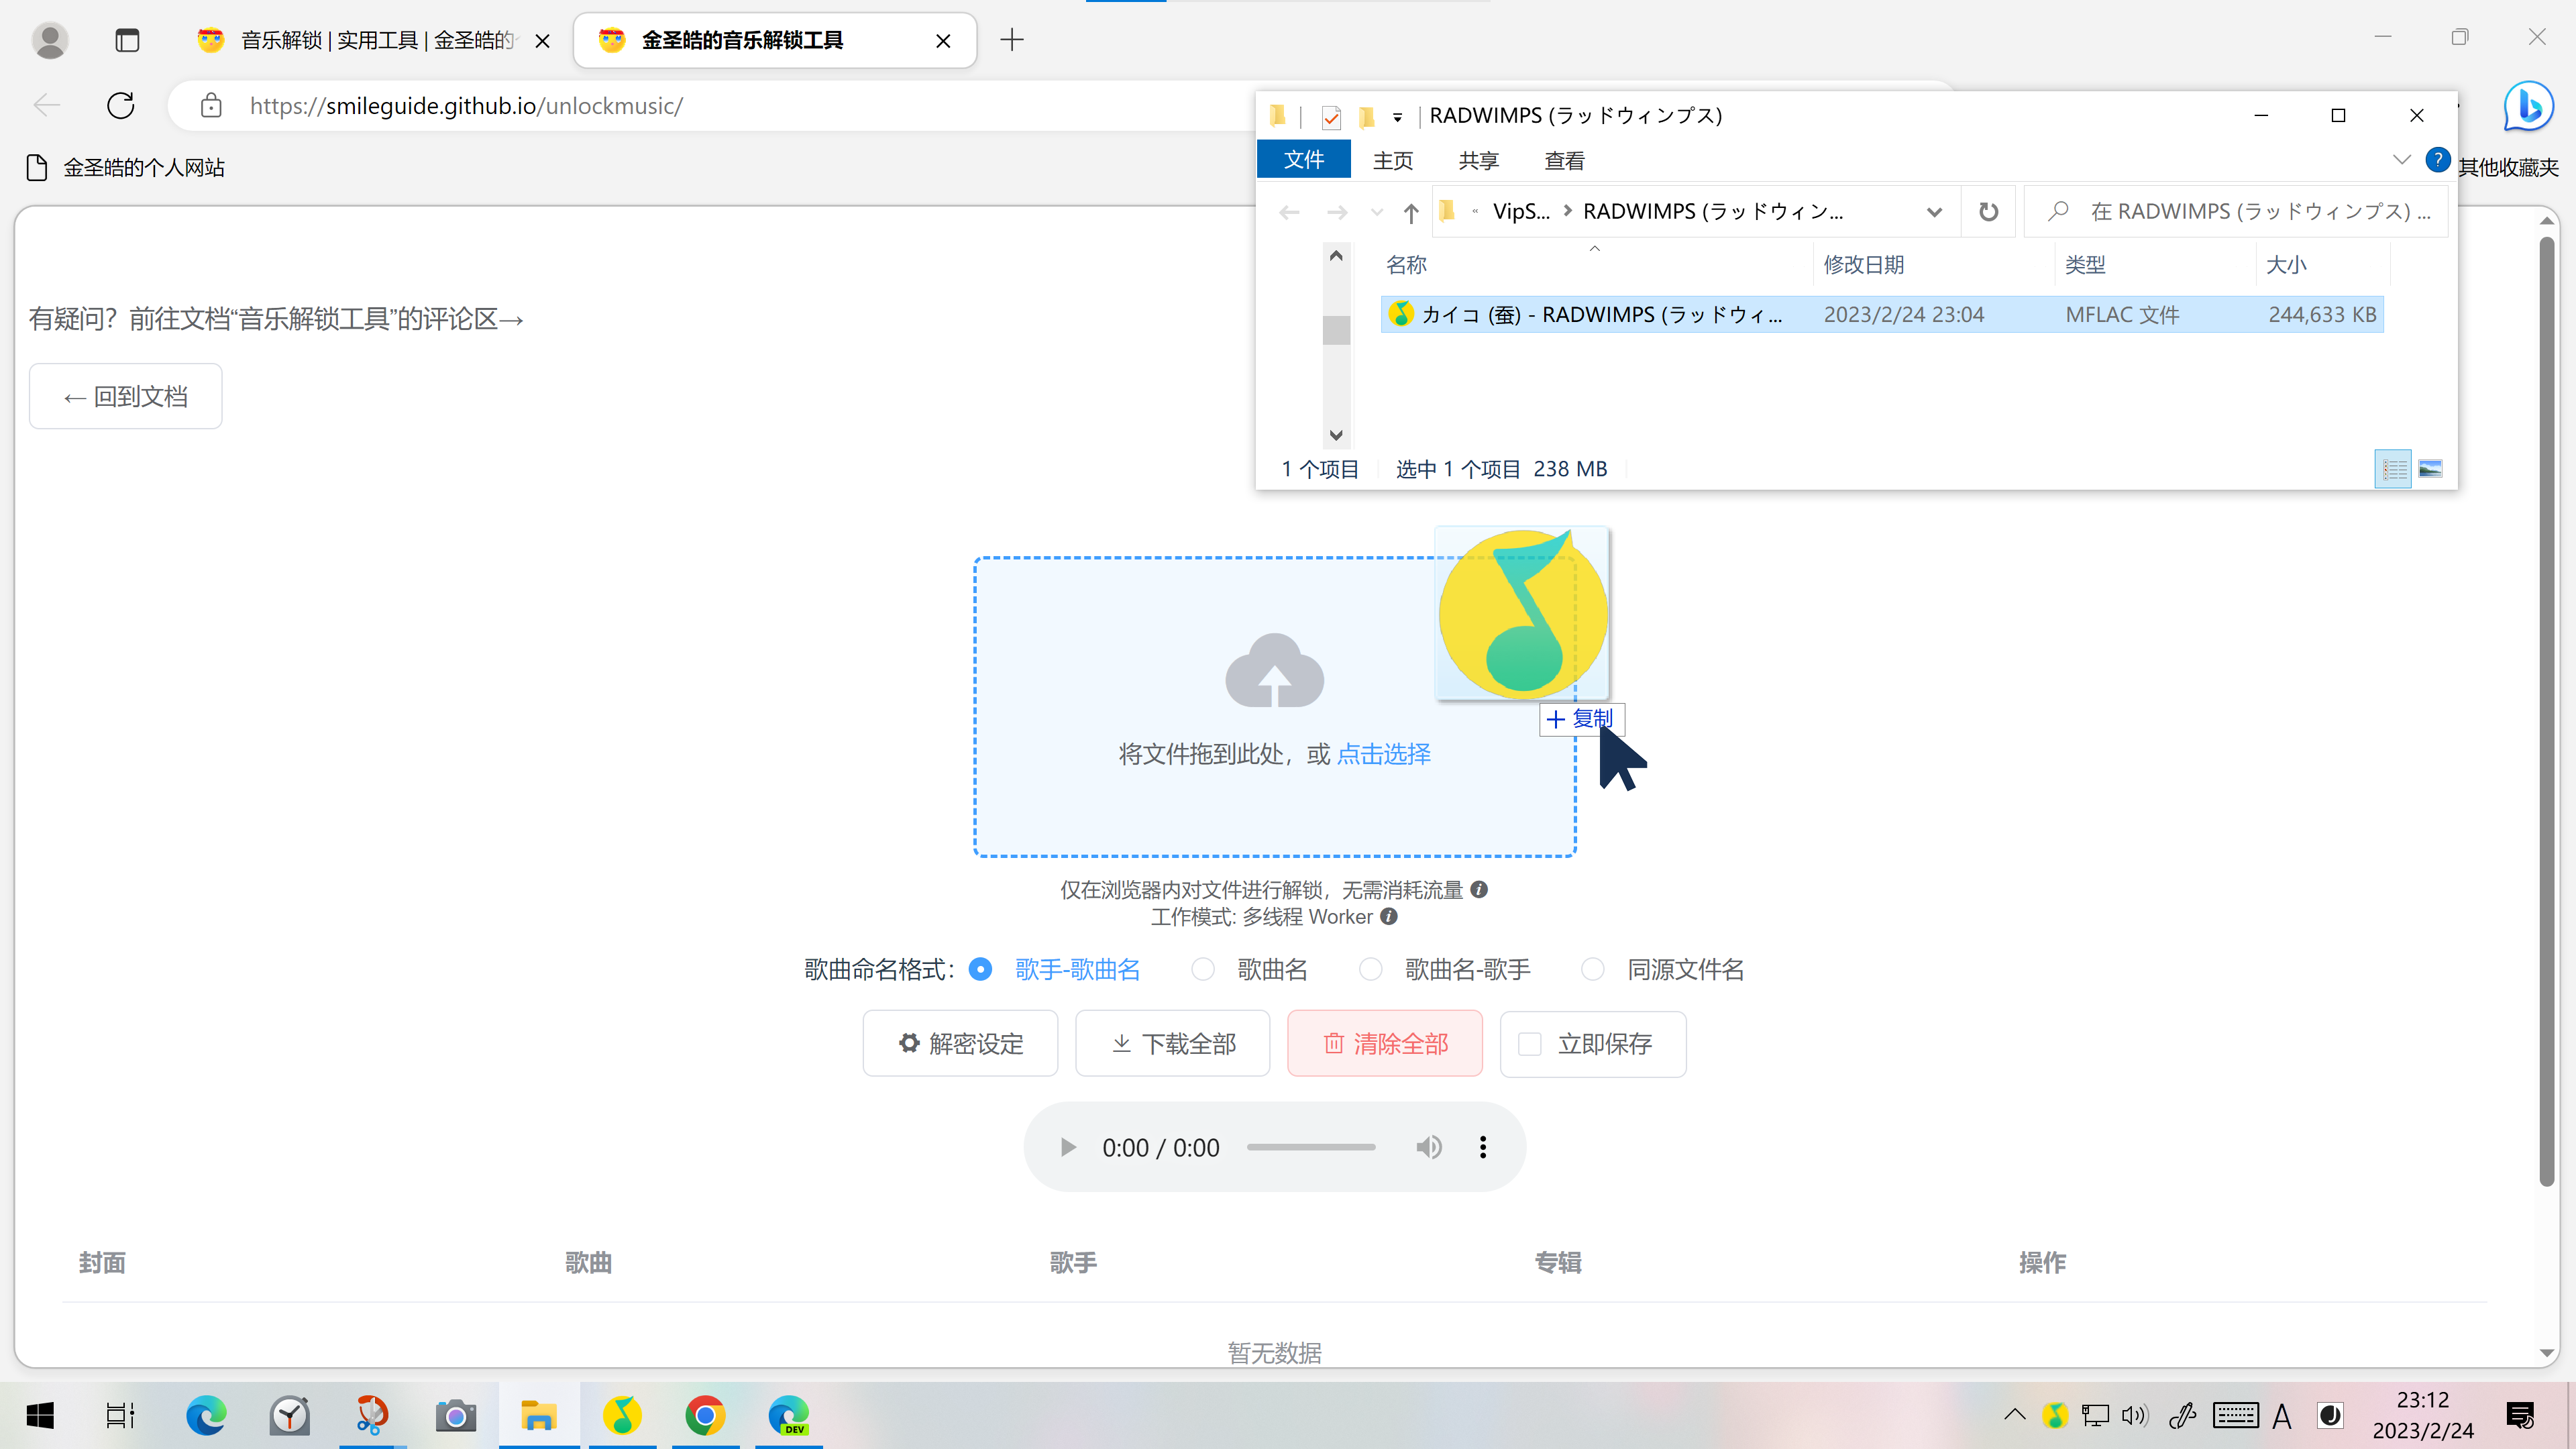 音乐解锁 | 实用工具 | 金圣皓的
金圣皓的音乐解锁工具
https://smileguide.github.io/unlockmusic/
金圣皓的个人网站
其他收藏夹
RADWIMPS (ラッドウィンプス)
文件 主页 共享 查看
VipS... RADWIMPS (ラッドウィン...
在 RADWIMPS (ラッドウィンプス) ...
名称 修改日期 类型 大小
カイコ (蚕) - RADWIMPS (ラッドウィ... 2023/2/24 23:04 MFLAC 文件 244,633 KB
1 个项目 选中 1 个项目 238 MB
有疑问？前往文档“音乐解锁工具”的评论区→
← 回到文档
+ 复制
将文件拖到此处，或 点击选择
仅在浏览器内对文件进行解锁，无需消耗流量
工作模式: 多线程 Worker
歌曲命名格式： 歌手-歌曲名 歌曲名 歌曲名-歌手 同源文件名
解密设定 下载全部 清除全部 立即保存
0:00 / 0:00
封面 歌曲 歌手 专辑 操作
暂无数据
DEV
A
23:12
2023/2/24